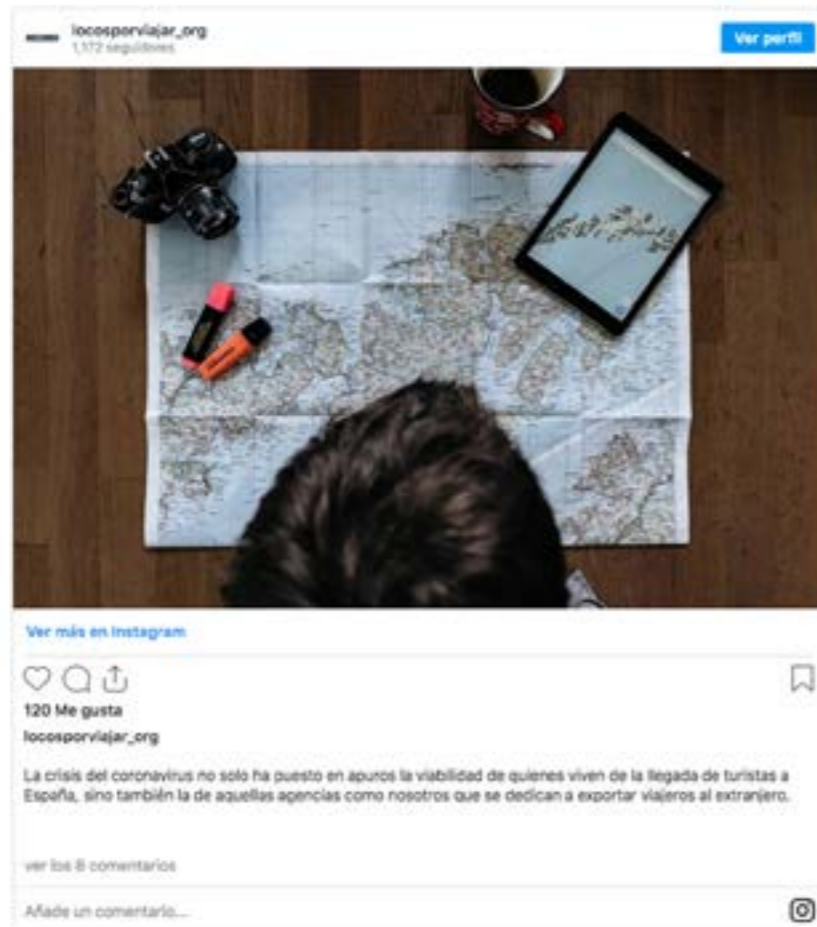 locosporviajar_org
1,172 seguidores
Ver perfil
Ver más en Instagram
120 Me gusta
locosporviajar_org
La crisis del coronavirus no solo ha puesto en apuros la viabilidad de quienes viven de la llegada de turistas a
España, sino también la de aquellas agencias como nosotros que se dedican a exportar viajeros al extranjero.
ver los 8 comentarios
Añade un comentario...